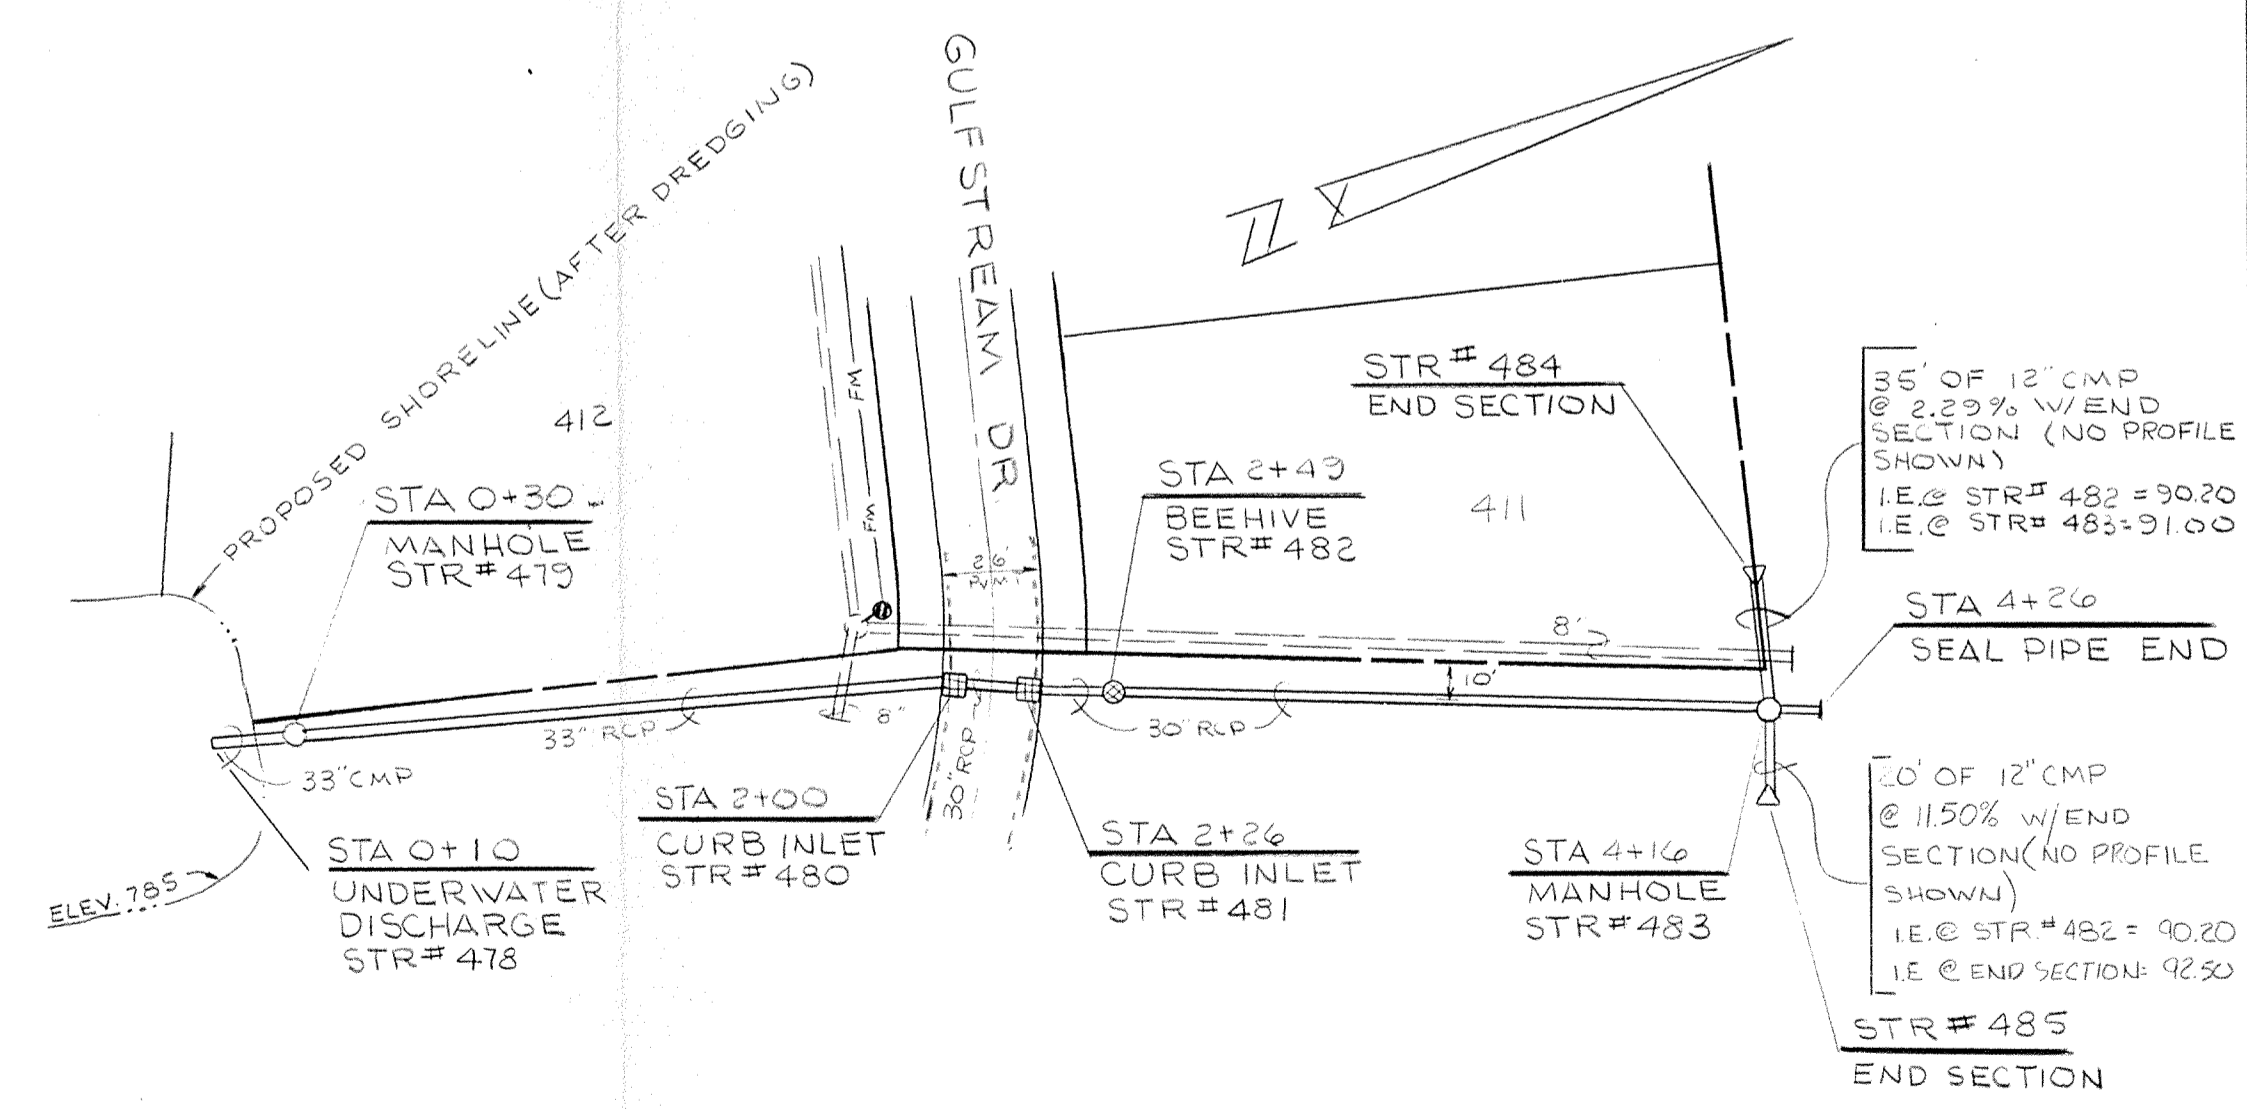 PROPOSED SHORELINE (AFTER DREDGING)
GULFSTREAM DR.
N
412
411
FM
FM
26'
PVM'T
STR# 484
END SECTION
35' OF 12" CMP
@ 2.29% W/END
SECTION (NO PROFILE
SHOWN)
I.E.@ STR# 482 = 90.20
I.E.@ STR# 483=91.00
STA 0+30
MANHOLE
STR# 479
STA 2+49
BEEHIVE
STR# 482
STA 4+26
SEAL PIPE END
8'
10'
8"
33" RCP
30" RCP
30" RCP
33" CMP
STA 2+00
CURB INLET
STR# 480
STA 0+10
UNDERWATER
DISCHARGE
STR# 478
ELEV. 785
STA 2+26
CURB INLET
STR# 481
STA 4+16
MANHOLE
STR# 483
20' OF 12" CMP
@ 11.50% W/END
SECTION (NO PROFILE
SHOWN)
I.E.@ STR.# 482 = 90.20
I.E @ END SECTION= 92.50
STR# 485
END SECTION